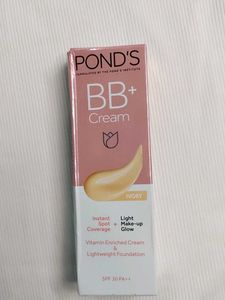 POND'S
FORMULATED BY THE POND'S INSTITUTE
BB+
Cream
IVORY
Instant Spot Coverage + Light Make-up Glow
Vitamin Enriched Cream
&
Lightweight Foundation
SPF 30 PA++